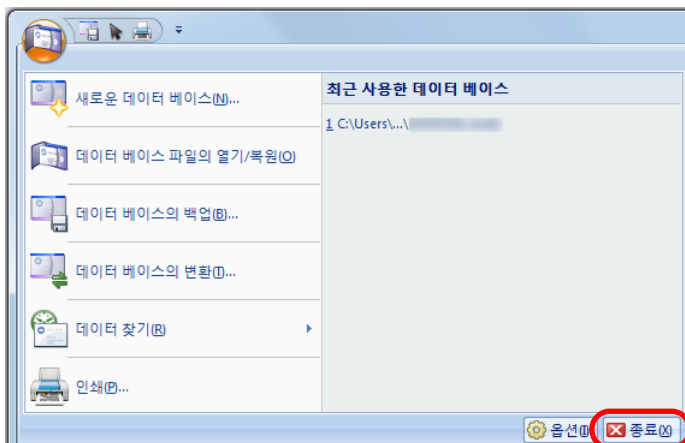 새로운 데이터 베이스(N)...
데이터 베이스 파일의 열기/복원(O)
데이터 베이스의 백업(B)...
데이터 베이스의 변환(T)...
데이터 찾기(R)
인쇄(P)...
최근 사용한 데이터 베이스
1 C:\Users\...\
옵션(I)
종료(X)